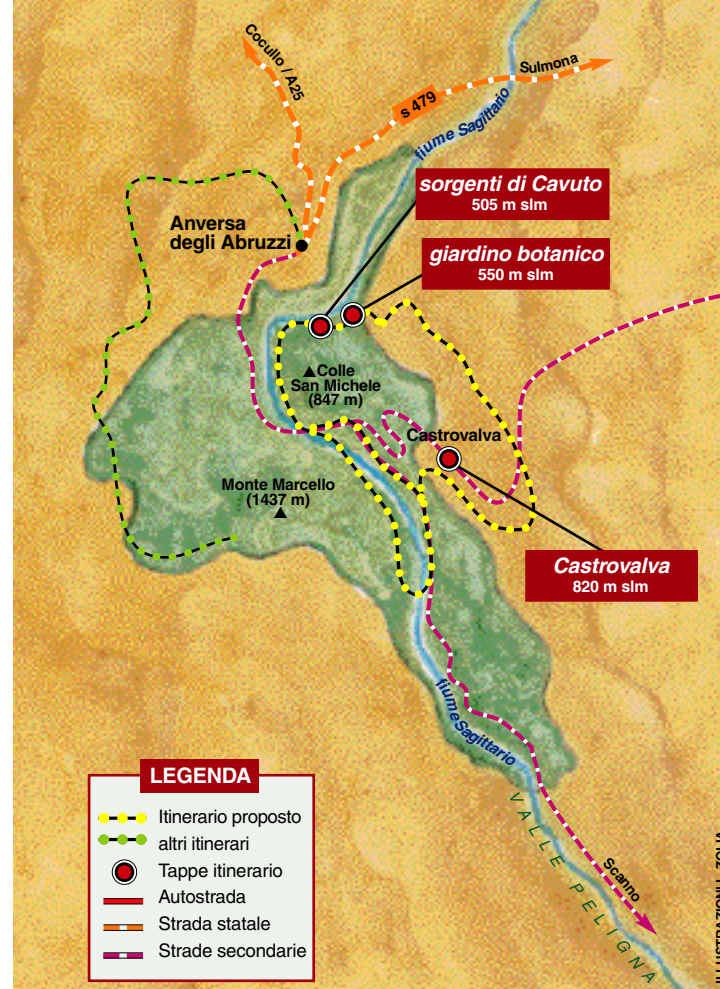 Cocullo / A25
Sulmona
s 479
fiume Sagittario
sorgenti di Cavuto
505 m slm
Anversa
degli Abruzzi
giardino botanico
550 m slm
Colle
San Michele
(847 m)
Castrovalva
Monte Marcello
(1437 m)
Castrovalva
820 m slm
fiume Sagittario
LEGENDA
Itinerario proposto
altri itinerari
Tappe itinerario
Autostrada
Strada statale
Strade secondarie
VALLE PELIGNA
Scanno